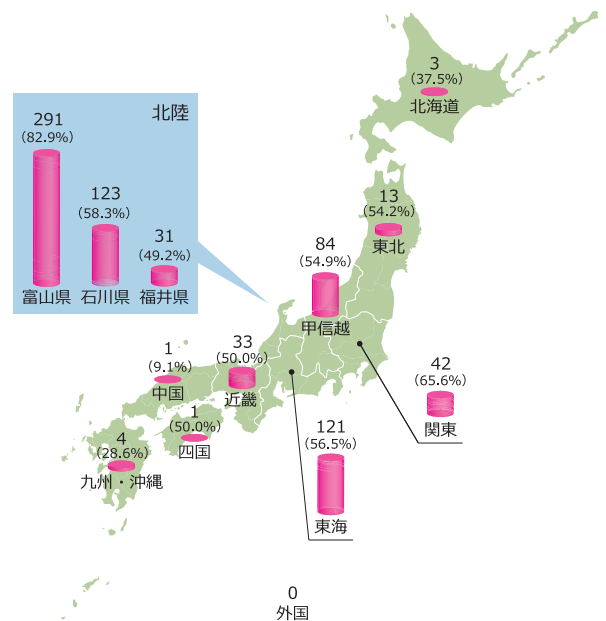 3
(37.5%)
北海道
北陸
291
(82.9%)
富山県
123
(58.3%)
石川県
31
(49.2%)
福井県
13
(54.2%)
東北
84
(54.9%)
甲信越
42
(65.6%)
関東
121
(56.5%)
東海
33
(50.0%)
近畿
1
(9.1%)
中国
1
(50.0%)
四国
4
(28.6%)
九州・沖縄
0
外国